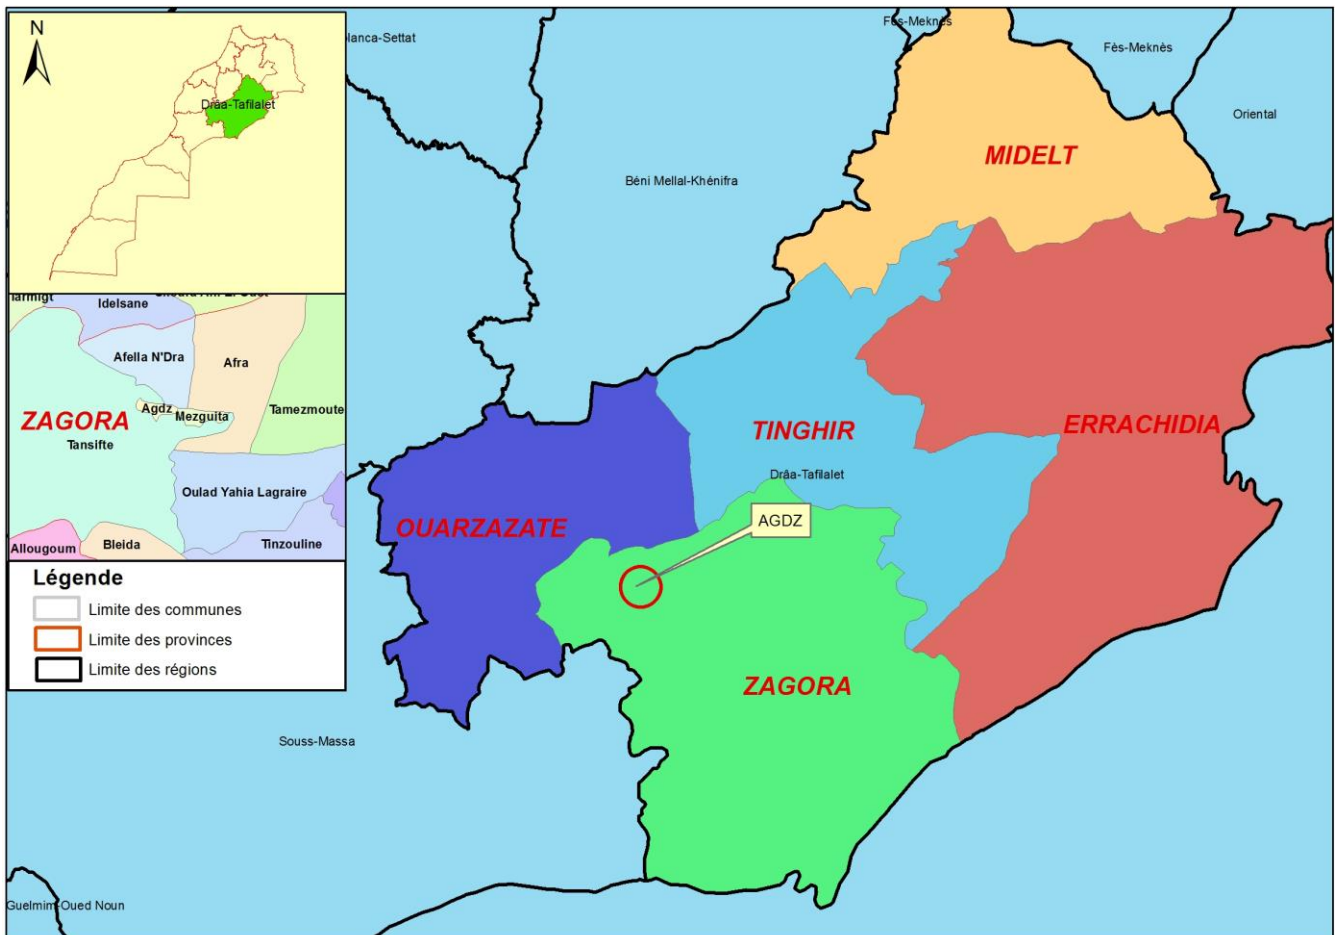 N
Drâa-Tafilalet
Idelsane
Afella N'Dra
Afra
Agdz
Mezguita
Tamezmoute
ZAGORA
Tansifte
Oulad Yahia Lagraire
Allougoum
Bleida
Tinzouline
Légende
Limite des communes
Limite des provinces
Limite des régions
lanca-Settat
Fès-Meknès
Fès-Meknès
Oriental
Béni Mellal-Khénifra
MIDELT
TINGHIR
ERRACHIDIA
Drâa-Tafilalet
OUARZAZATE
AGDZ
ZAGORA
Souss-Massa
Guelmim-Oued Noun